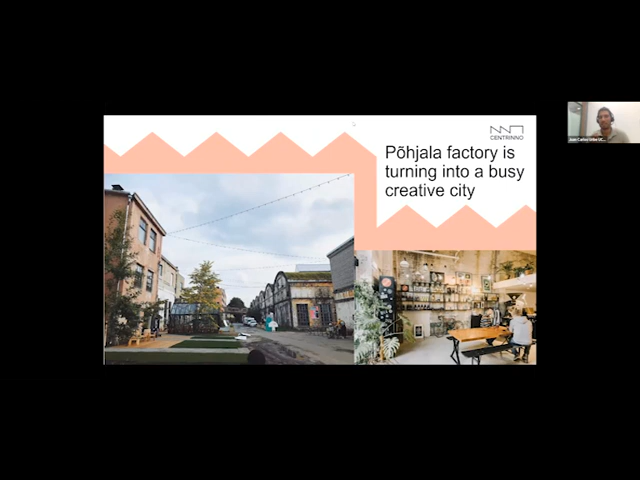 CENTRINNO
Põhjala factory is
turning into a busy
creative city